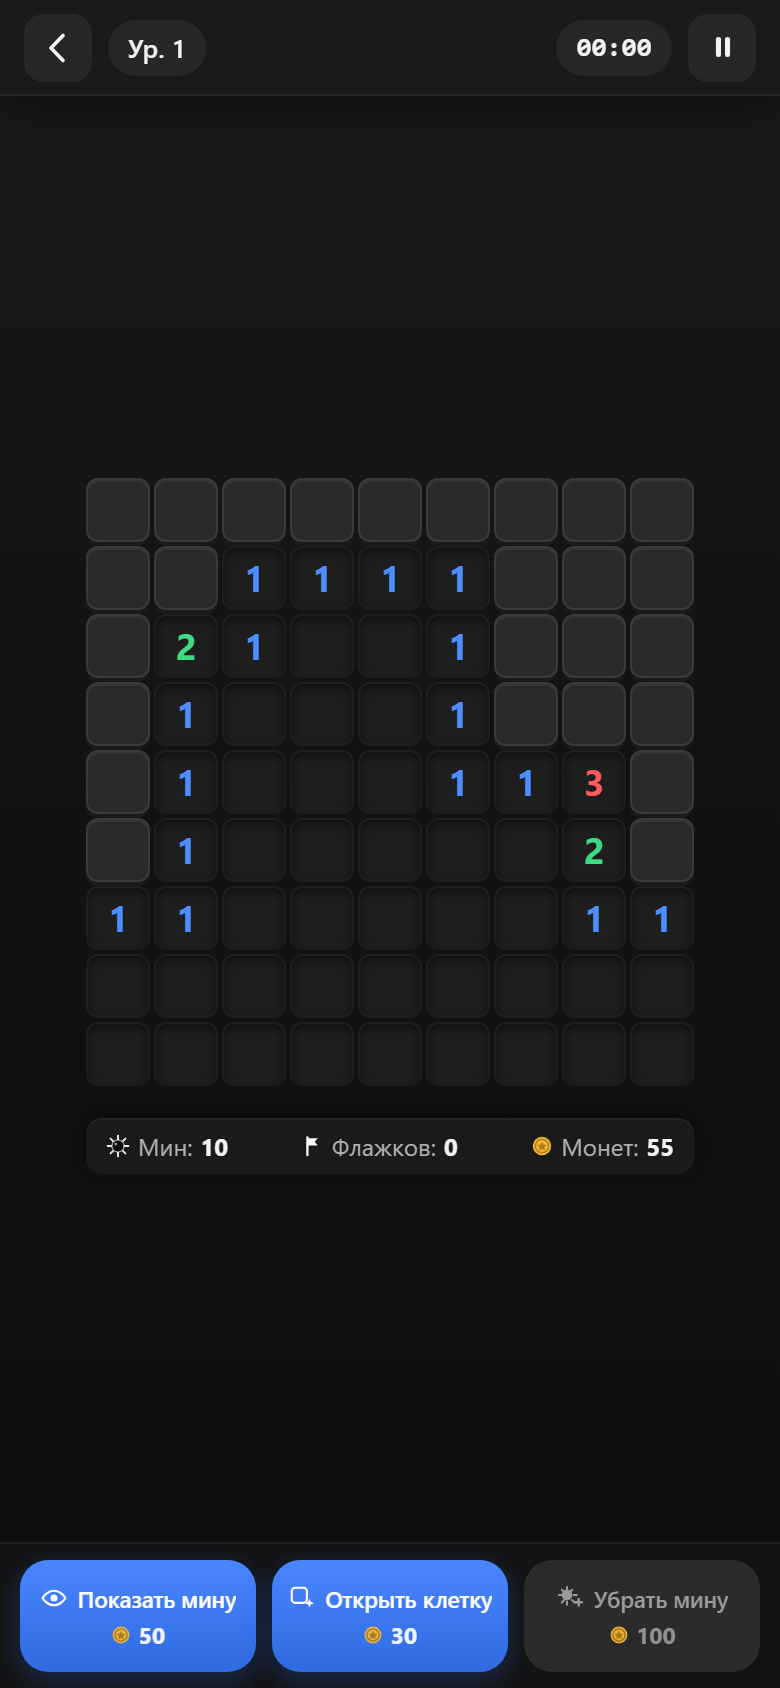 Ур. 1 00:00
1 1 1 1
2 1 1
1 1
1 1 1 3
1 2
1 1 1 1
Мин: 10 Флажков: 0 Монет: 55
Показать мину Открыть клетку Убрать мину
50 30 100